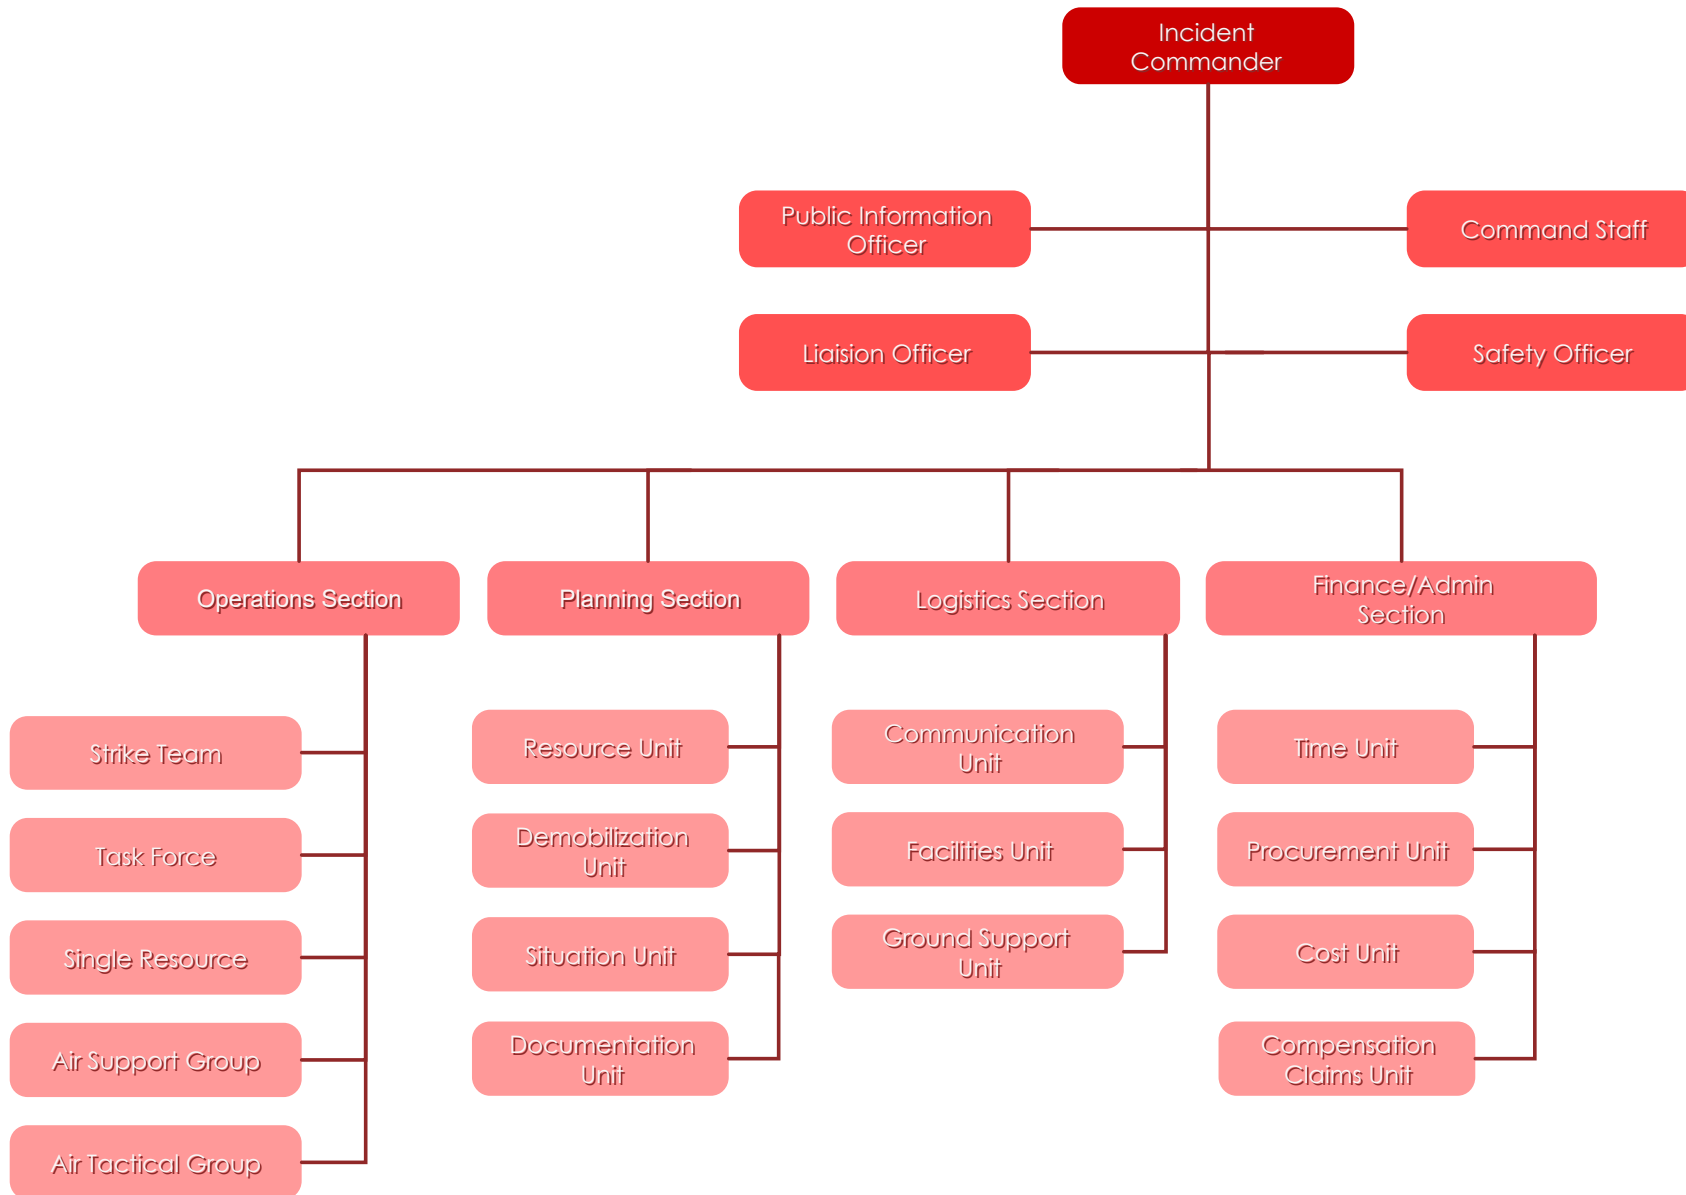 Incident
Commander
Public Information
Officer
Command Staff
Liaision Officer
Safety Officer
Operations Section
Planning Section
Logistics Section
Finance/Admin
Section
Strike Team
Task Force
Single Resource
Air Support Group
Air Tactical Group
Resource Unit
Demobilization
Unit
Situation Unit
Documentation
Unit
Communication
Unit
Facilities Unit
Ground Support
Unit
Time Unit
Procurement Unit
Cost Unit
Compensation
Claims Unit